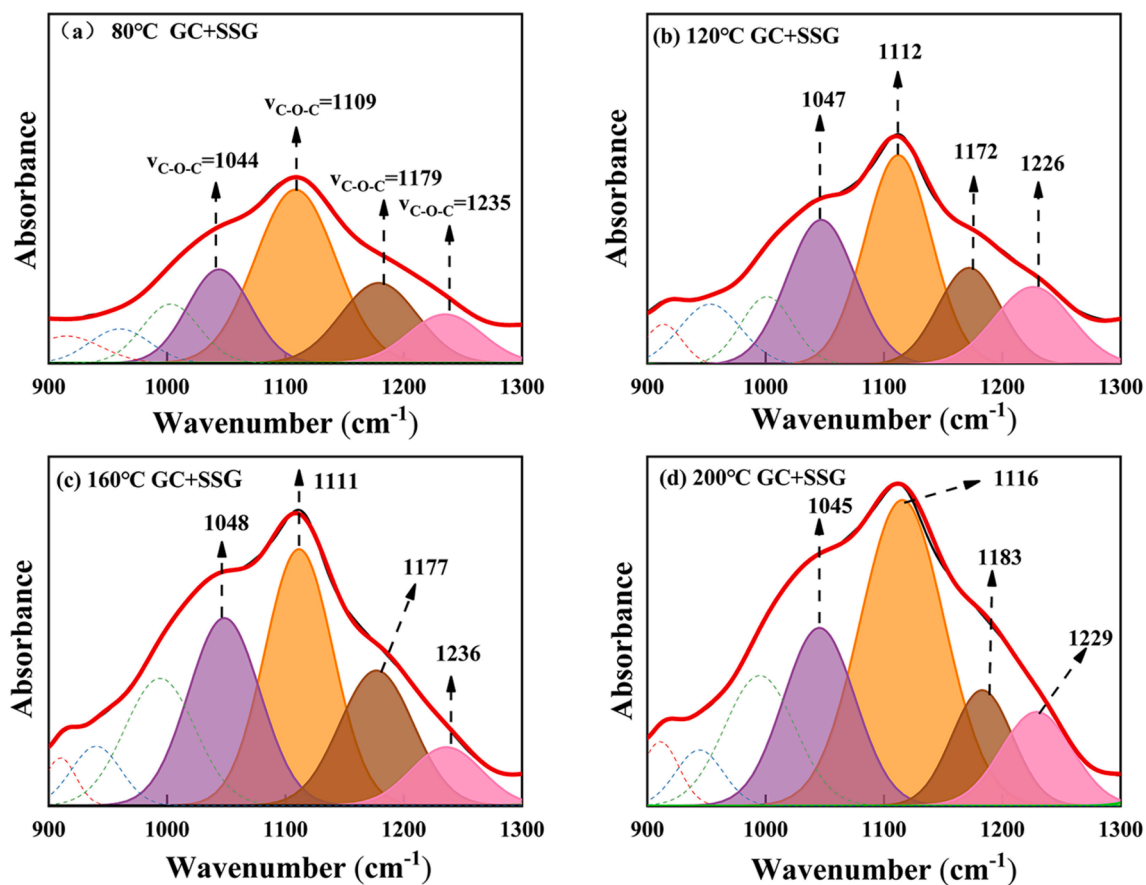 (a) 80℃ GC+SSG
v_C-O-C=1109
v_C-O-C=1044
v_C-O-C=1179
v_C-O-C=1235
Absorbance
900 1000 1100 1200 1300
Wavenumber (cm⁻¹)
(b) 120℃ GC+SSG
1112
1047
1172
1226
Absorbance
900 1000 1100 1200 1300
Wavenumber (cm⁻¹)
(c) 160℃ GC+SSG
1111
1048
1177
1236
Absorbance
900 1000 1100 1200 1300
Wavenumber (cm⁻¹)
(d) 200℃ GC+SSG
1116
1045
1183
1229
Absorbance
900 1000 1100 1200 1300
Wavenumber (cm⁻¹)